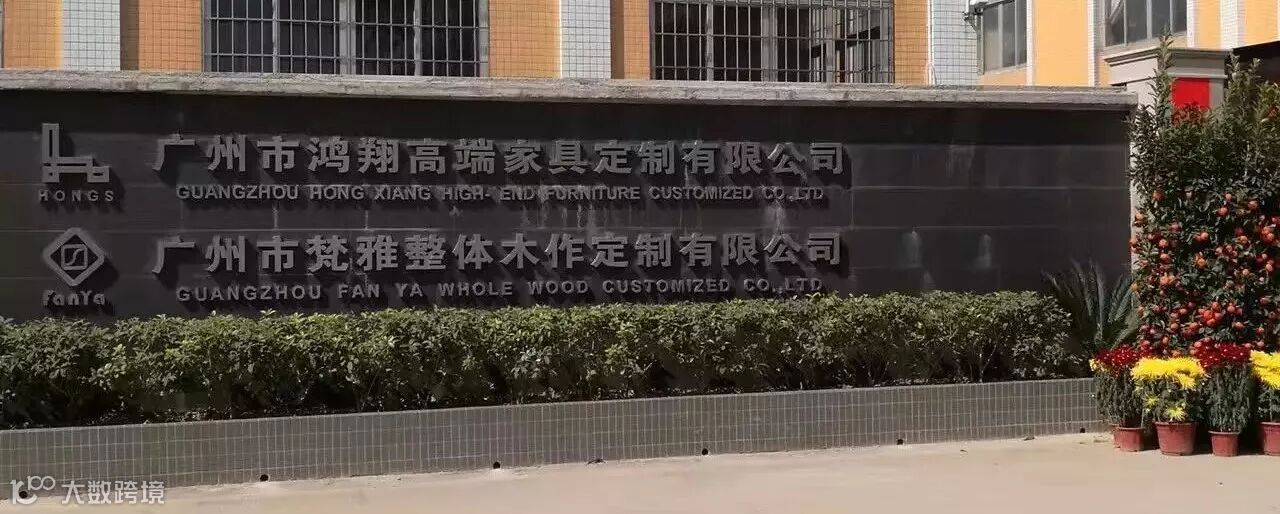 广州市鸿翔高端家具定制有限公司
HONGS
GUANGZHOU HONG XIANG HIGH- END FORNITURE CUSTOMIZED CO.,LTD
广州市梵雅整体木作定制有限公司
FanYa
GUANGZHOU FAN YA WHOLE WOOD CUSTOMIZED CO.,LTD
大数跨境